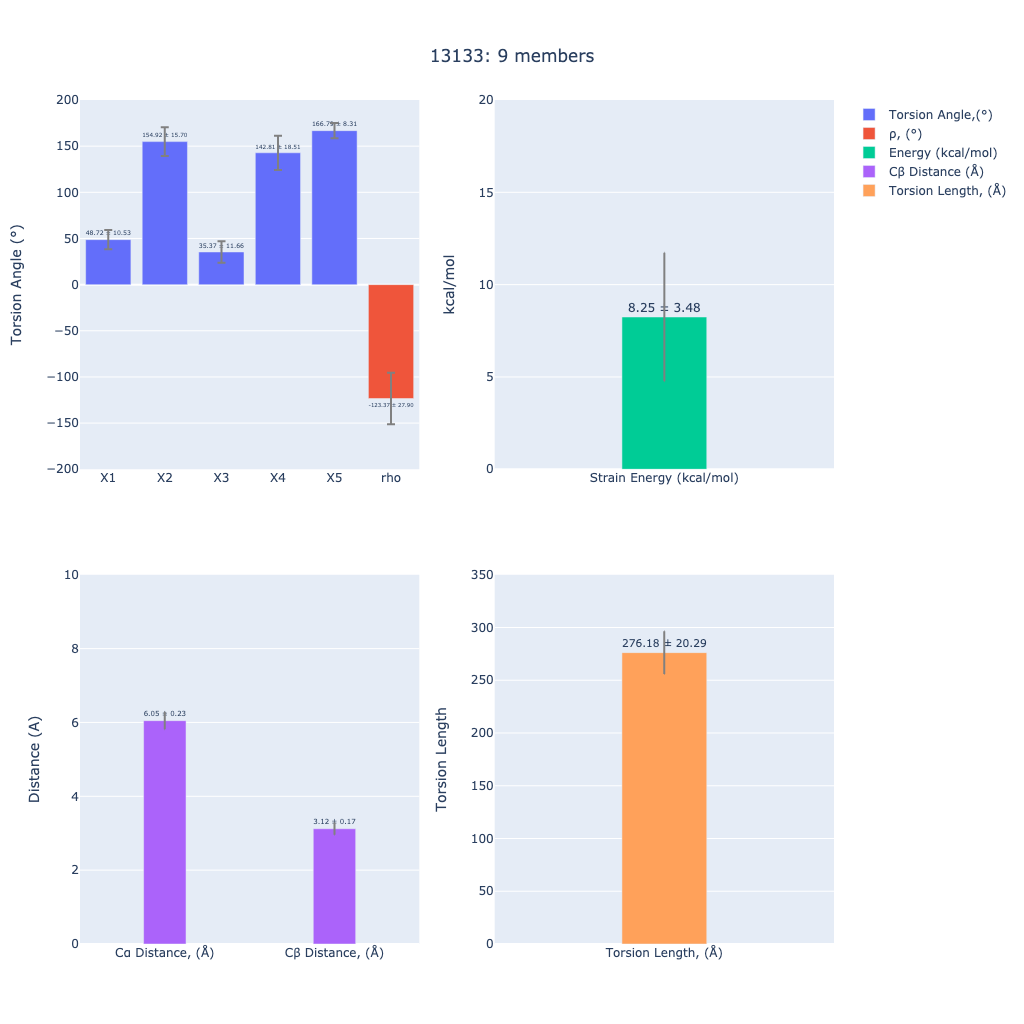 13133: 9 members
200
150
100
50
0
−50
−100
−150
−200
Torsion Angle (°)
48.72 ± 10.53
154.92 ± 15.70
35.37 ± 11.66
142.81 ± 18.51
-123.37 ± 27.90
X1 X2 X3 X4 X5 rho
20
15
10
5
0
kcal/mol
8.25 ± 3.48
Strain Energy (kcal/mol)
Torsion Angle,(°)
ρ, (°)
Energy (kcal/mol)
Cβ Distance (Å)
Torsion Length, (Å)
10
8
6
4
2
0
Distance (A)
6.05 ± 0.23
3.12 ± 0.17
Cα Distance, (Å) Cβ Distance, (Å)
350
300
250
200
150
100
50
0
Torsion Length
276.18 ± 20.29
Torsion Length, (Å)